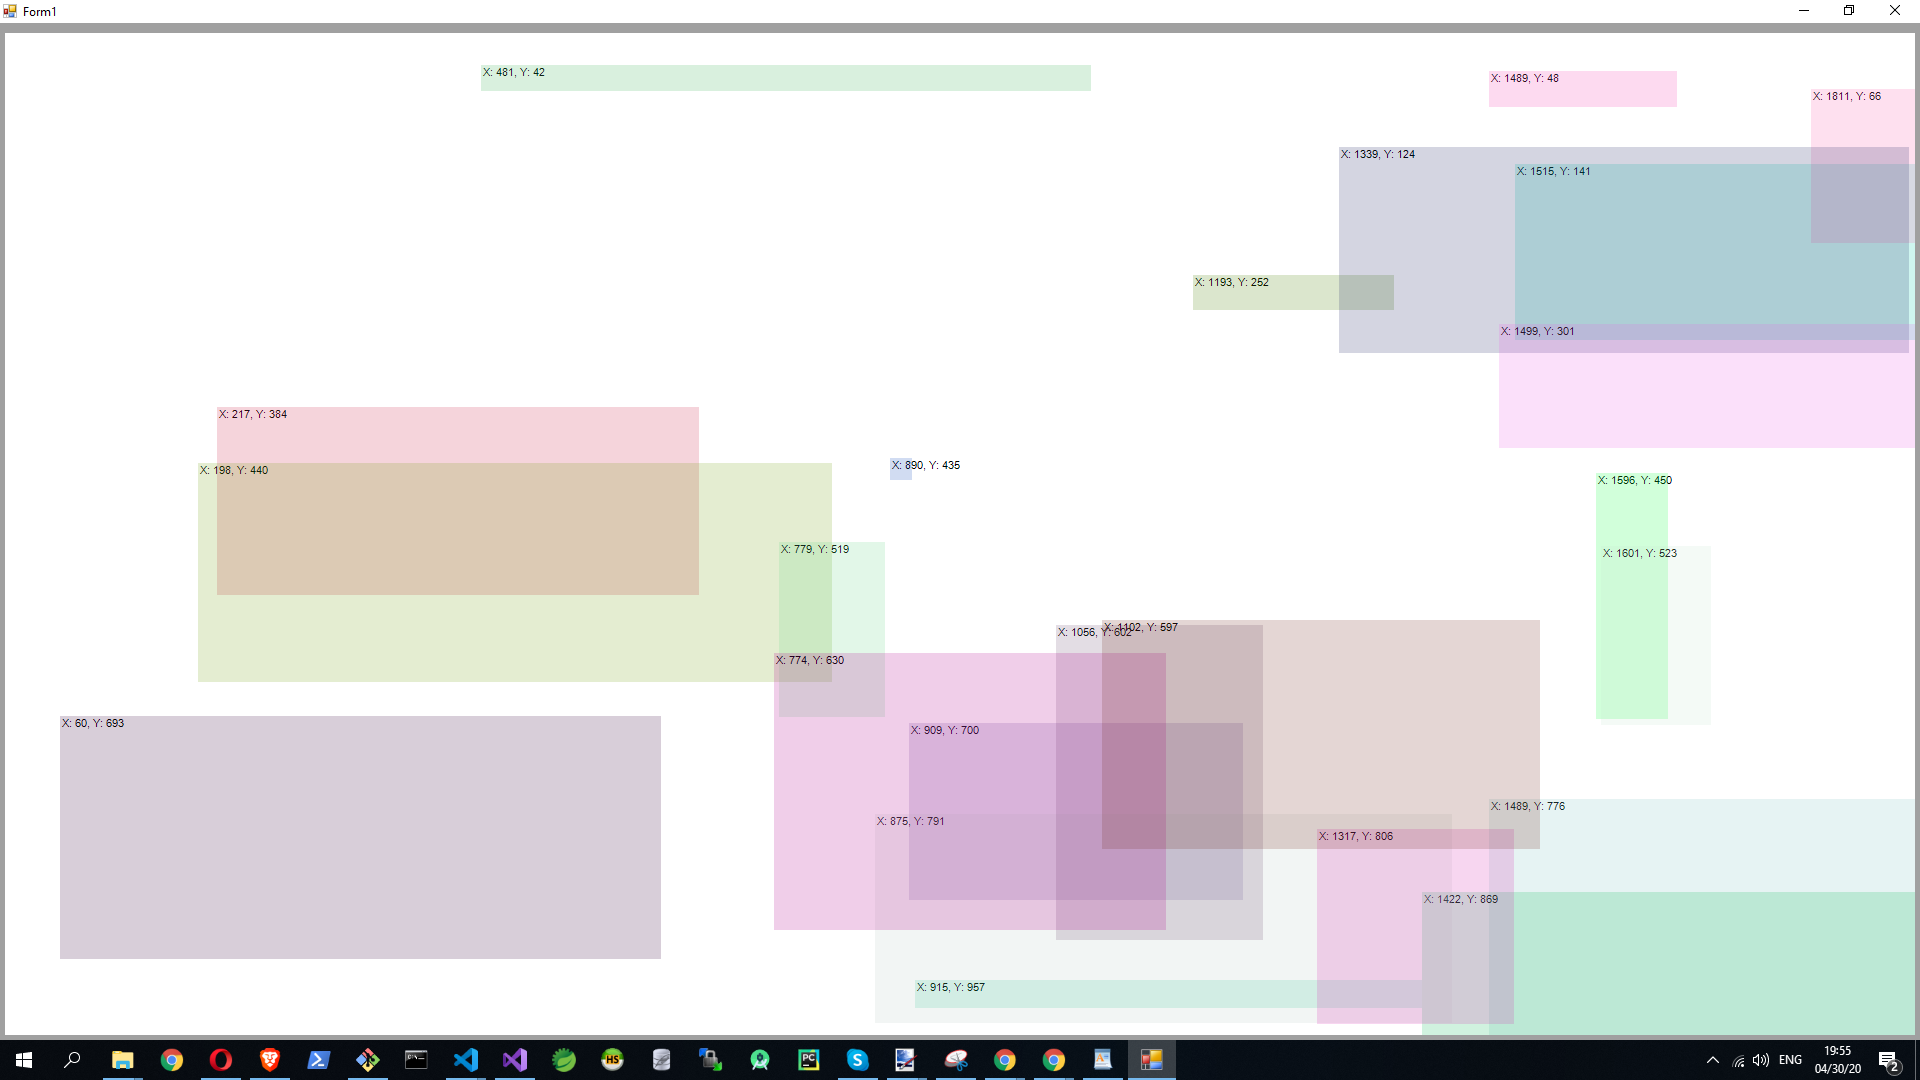 Form1
X: 481, Y: 42
X: 1489, Y: 48
X: 1811, Y: 66
X: 1339, Y: 124
X: 1515, Y: 141
X: 1193, Y: 252
X: 1499, Y: 301
X: 217, Y: 384
X: 198, Y: 440
X: 890, Y: 435
X: 1596, Y: 450
X: 779, Y: 519
X: 1601, Y: 523
X: 1102, Y: 597
X: 1056, Y: 602
X: 774, Y: 630
X: 60, Y: 693
X: 909, Y: 700
X: 1489, Y: 776
X: 875, Y: 791
X: 1317, Y: 806
X: 1422, Y: 869
X: 915, Y: 957
HS
PC
ENG
19:55
04/30/20
2